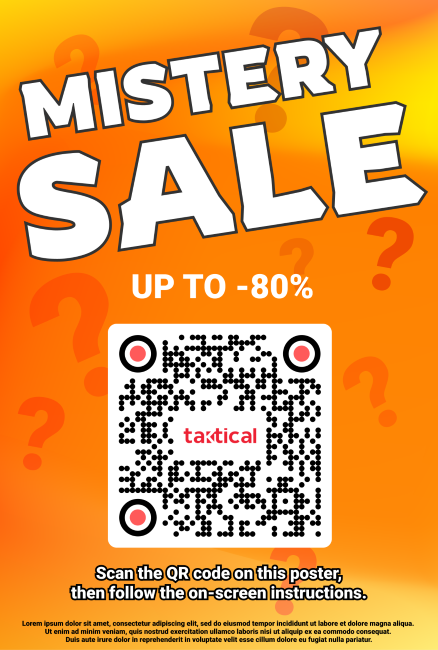 MISTERY
SALE
UP TO -80%
taktical
Scan the QR code on this poster,
then follow the on-screen instructions.
Lorem ipsum dolor sit amet, consectetur adipiscing elit, sed do eiusmod tempor incididunt ut labore et dolore magna aliqua.
Ut enim ad minim veniam, quis nostrud exercitation ullamco laboris nisi ut aliquip ex ea commodo consequat.
Duis aute irure dolor in reprehenderit in voluptate velit esse cillum dolore eu fugiat nulla pariatur.